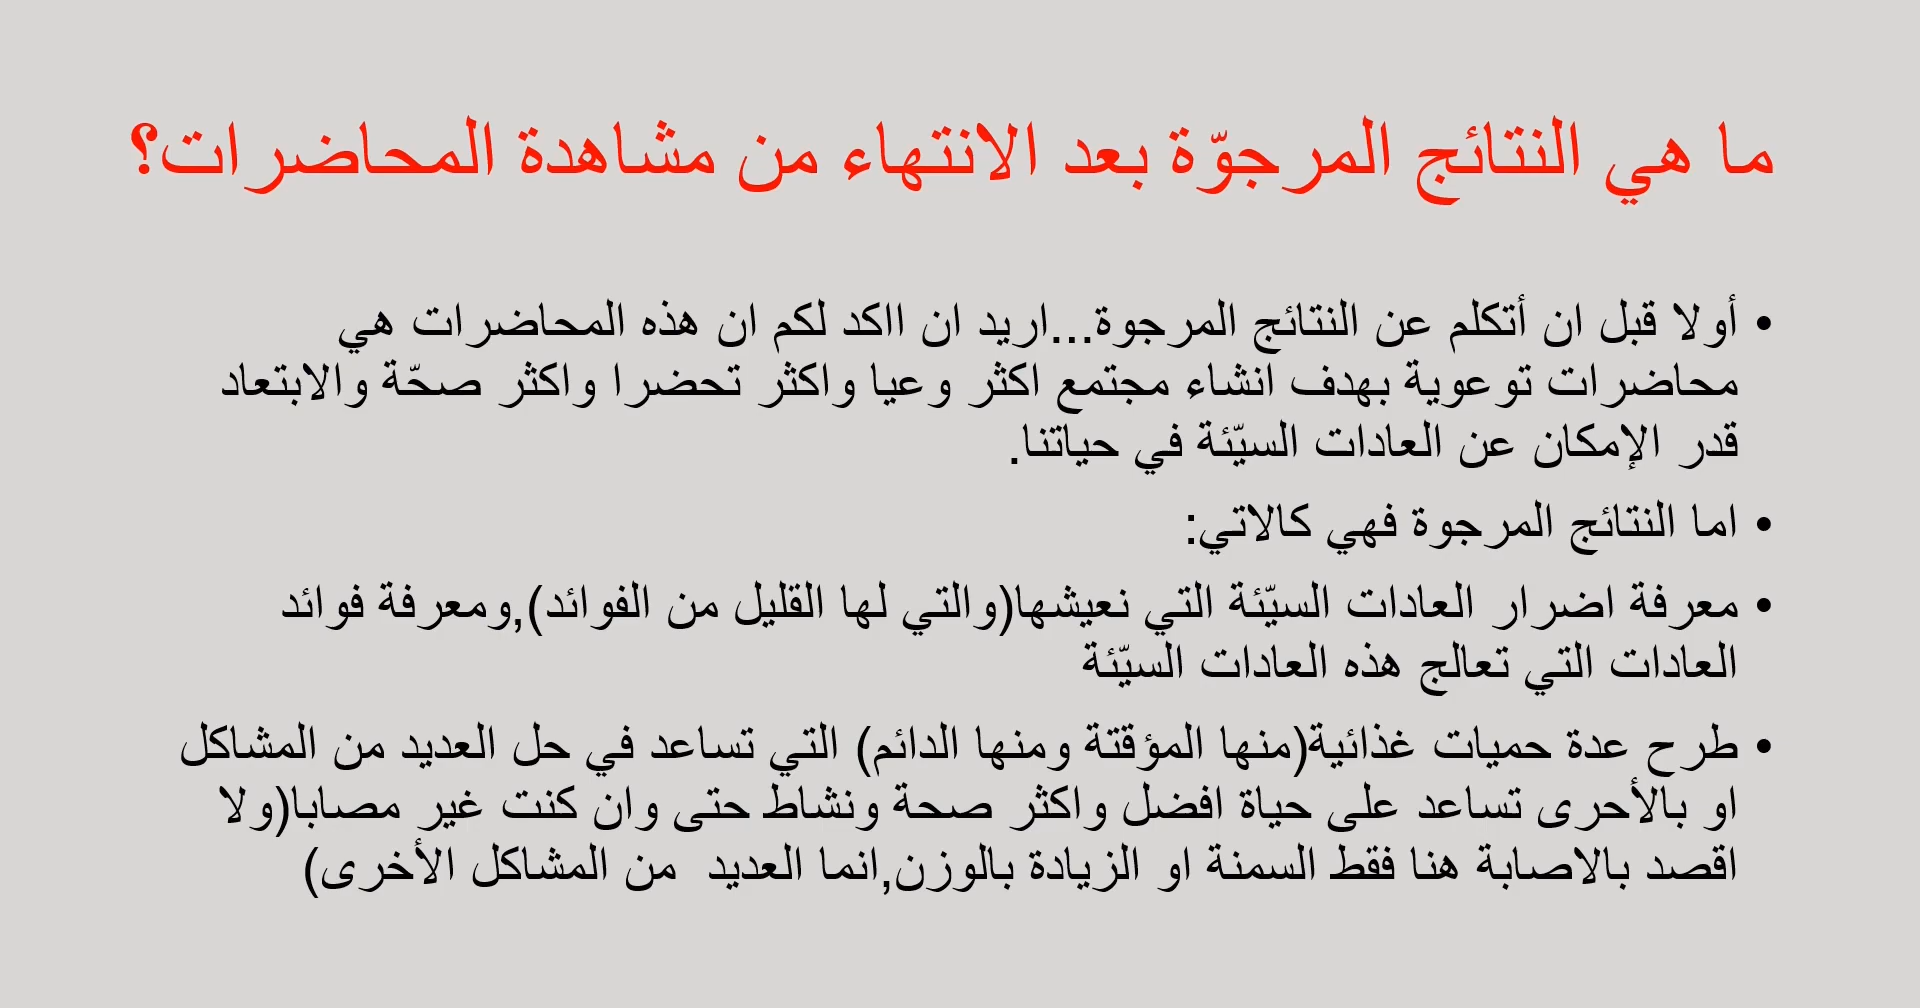 ما هي النتائج المرجوّة بعد الانتهاء من مشاهدة المحاضرات؟
• أولا قبل ان أتكلم عن النتائج المرجوة...اريد ان ااكد لكم ان هذه المحاضرات هي
محاضرات توعوية بهدف انشاء مجتمع اكثر وعيا واكثر تحضرا واكثر صحّة والابتعاد
قدر الإمكان عن العادات السيّئة في حياتنا.
• اما النتائج المرجوة فهي كالاتي:
• معرفة اضرار العادات السيّئة التي نعيشها(والتي لها القليل من الفوائد),ومعرفة فوائد
العادات التي تعالج هذه العادات السيّئة
• طرح عدة حميات غذائية(منها المؤقتة ومنها الدائم) التي تساعد في حل العديد من المشاكل
او بالأحرى تساعد على حياة افضل واكثر صحة ونشاط حتى وان كنت غير مصابا(ولا
اقصد بالاصابة هنا فقط السمنة او الزيادة بالوزن,انما العديد  من المشاكل الأخرى)